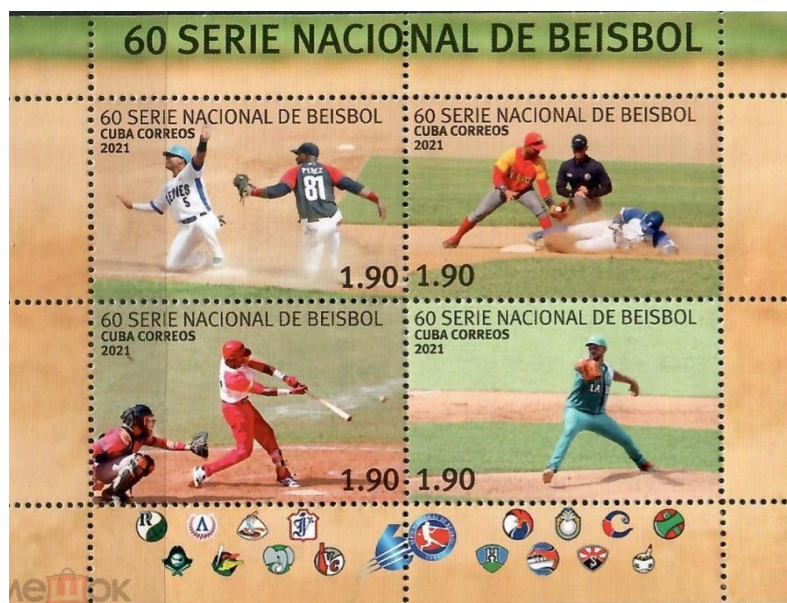 60 SERIE NACIONAL DE BEISBOL
60 SERIE NACIONAL DE BEISBOL
CUBA CORREOS
2021
PEREZ
81
5
1.90
60 SERIE NACIONAL DE BEISBOL
CUBA CORREOS
2021
1.90
60 SERIE NACIONAL DE BEISBOL
CUBA CORREOS
2021
1.90
60 SERIE NACIONAL DE BEISBOL
CUBA CORREOS
2021
1.90